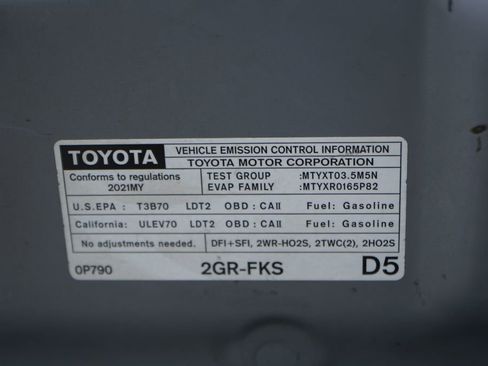 TOYOTA VEHICLE EMISSION CONTROL INFORMATION
TOYOTA MOTOR CORPORATION
Conforms to regulations
2021MY
TEST GROUP :MTYXT03.5M5N
EVAP FAMILY :MTYXR0165P82
U.S.EPA : T3B70 LDT2 OBD : CAII Fuel: Gasoline
California: ULEV70 LDT2 OBD : CAII Fuel: Gasoline
No adjustments needed. DFI+SFI, 2WR-HO2S, 2TWC(2), 2HO2S
0P790 2GR-FKS D5